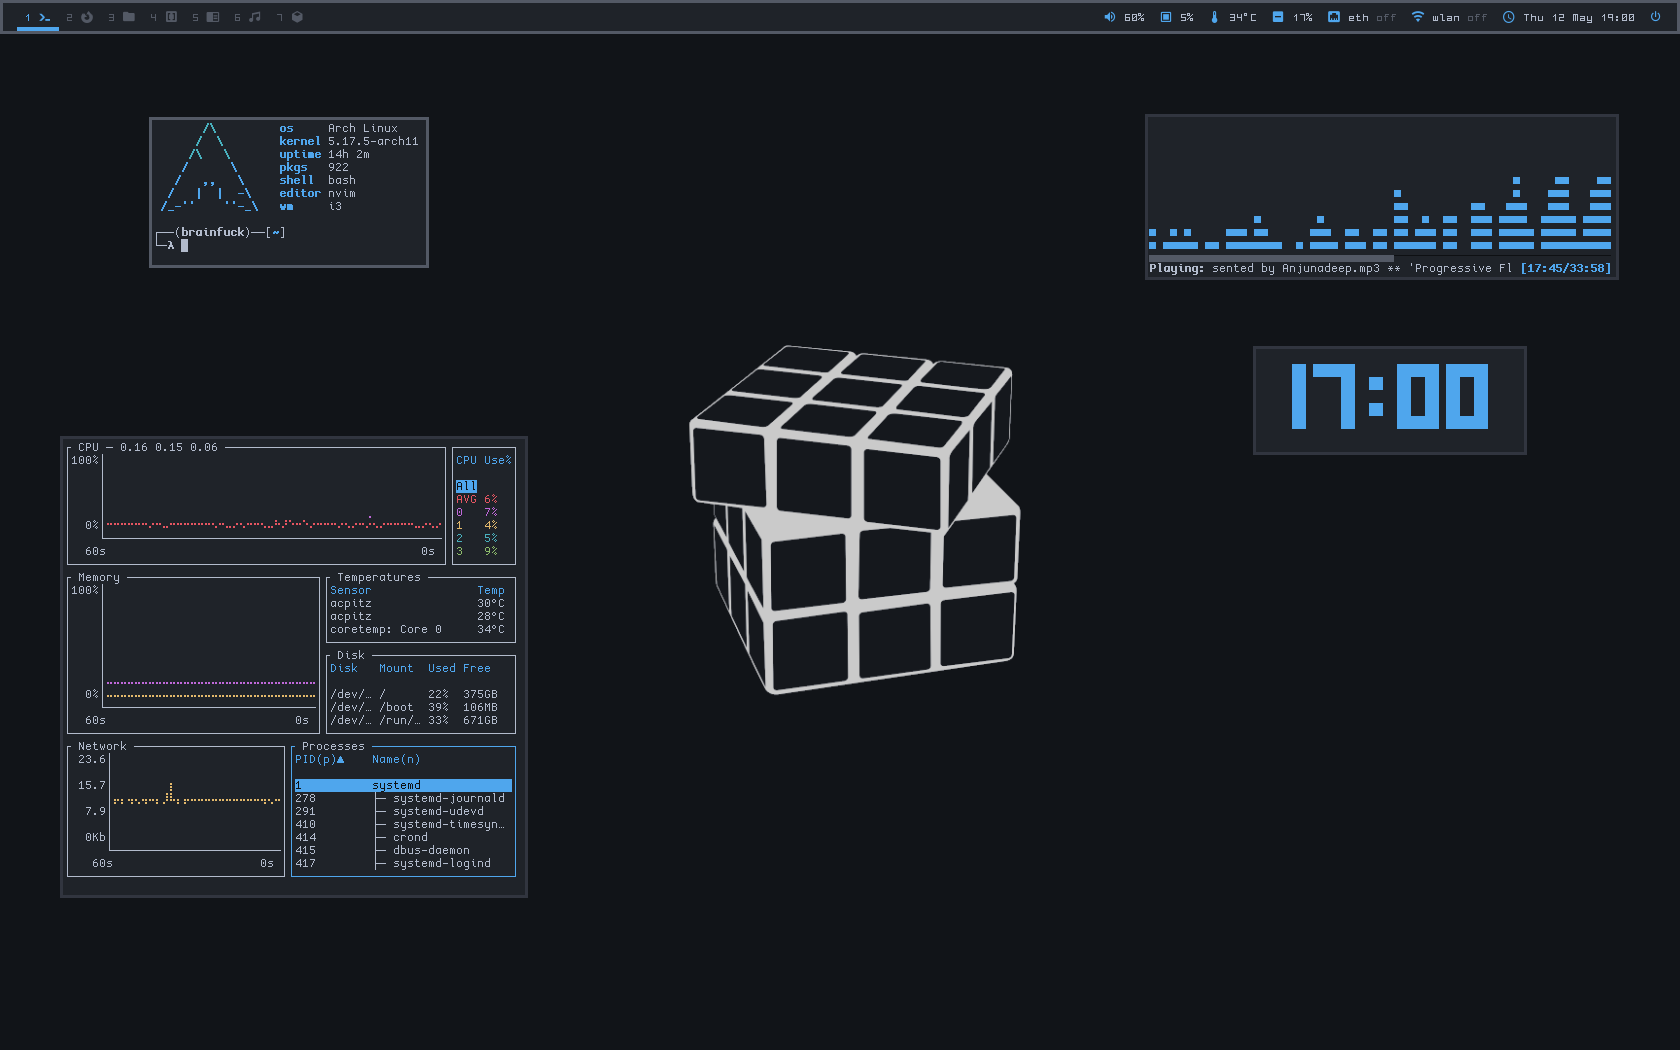 1 2 3 4 5 6 7 60% 5% 34°C 17% eth off wlan off Thu 12 May 19:00
os Arch Linux
kernel 5.17.5-arch11
uptime 14h 2m
pkgs 922
shell bash
editor nvim
wm i3
(brainfuck)──[~]
λ
Playing: sented by Anjunadeep.mp3 ** 'Progressive Fl [17:45/33:58]
17:00
CPU ─ 0.16 0.15 0.06
100%
0%
60s 0s
CPU Use%
All
AVG 6%
0 7%
1 4%
2 5%
3 9%
Memory
100%
0%
60s 0s
Temperatures
Sensor Temp
acpitz 30°C
acpitz 28°C
coretemp: Core 0 34°C
Disk
Disk Mount Used Free
/dev/… / 22% 375GB
/dev/… /boot 39% 106MB
/dev/… /run/… 33% 671GB
Network
23.6
15.7
7.9
0Kb
60s 0s
Processes
PID(p)▲ Name(n)
1 systemd
278 ├─ systemd-journald
291 ├─ systemd-udevd
410 ├─ systemd-timesyn…
414 ├─ crond
415 ├─ dbus-daemon
417 ├─ systemd-logind